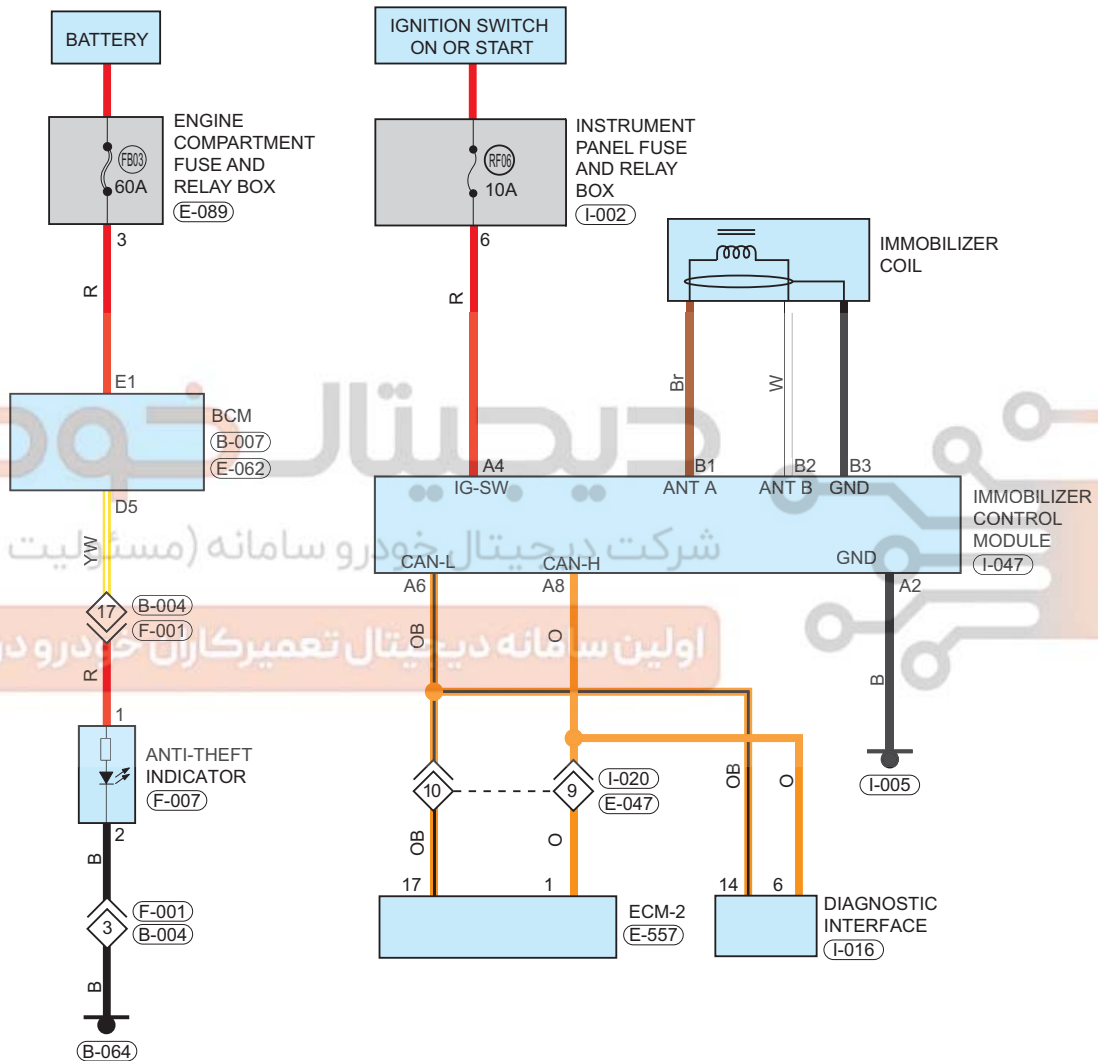 BATTERY
IGNITION SWITCH
ON OR START
FB03
60A
ENGINE
COMPARTMENT
FUSE AND
RELAY BOX
E-089
RF06
10A
INSTRUMENT
PANEL FUSE
AND RELAY
BOX
I-002
3
6
IMMOBILIZER
COIL
R
R
Br
W
E1
BCM
B-007
E-062
D5
A4
B1
B2
B3
IG-SW
ANT A
ANT B
GND
IMMOBILIZER
CONTROL
MODULE
I-047
CAN-L
CAN-H
GND
A6
A8
A2
دیجیتال خودرو
شرکت دیجیتال خودرو سامانه (مسئولیت
اولین سامانه دیجیتال تعمیرکاران خودرو در
YW
17
B-004
F-001
R
1
ANTI-THEFT
INDICATOR
F-007
2
B
F-001
3
B-004
B
B-064
OB
O
B
I-005
10
9
I-020
E-047
OB
O
OB
O
17
1
14
6
ECM-2
E-557
DIAGNOSTIC
INTERFACE
I-016